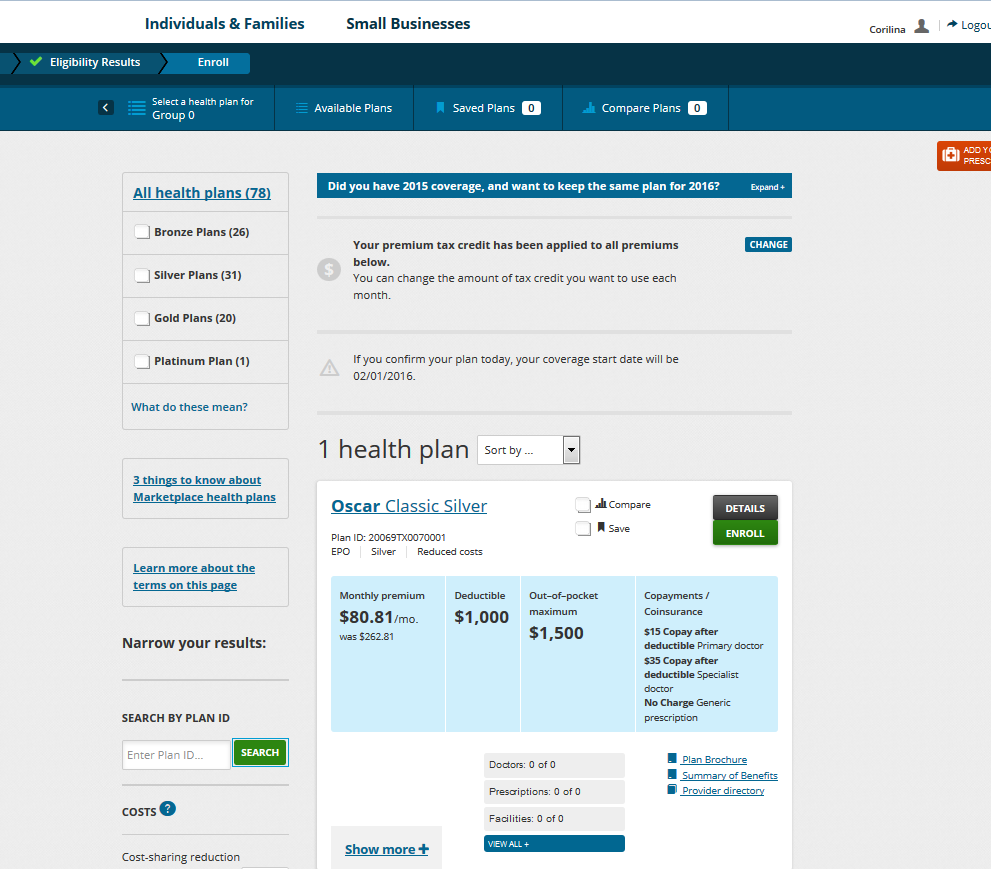 Individuals & Families
Small Businesses
Corilina
Eligibility Results
Enroll
Select a health plan for
Group 0
Available Plans
Saved Plans 0
Compare Plans 0
All health plans (78)
Bronze Plans (26)
Silver Plans (31)
Gold Plans (20)
Platinum Plan (1)
What do these mean?
3 things to know about
Marketplace health plans
Learn more about the
terms on this page
Narrow your results:
SEARCH BY PLAN ID
Enter Plan ID... SEARCH
COSTS ?
Cost-sharing reduction
ADD
Did you have 2015 coverage, and want to keep the same plan for 2016? Expand +
Your premium tax credit has been applied to all premiums
below.
You can change the amount of tax credit you want to use each
month.
CHANGE
If you confirm your plan today, your coverage start date will be
02/01/2016.
1 health plan Sort by ...
Oscar Classic Silver
Plan ID: 20069TX0070001
EPO Silver Reduced costs
Compare
Save
DETAILS
ENROLL
Monthly premium
$80.81/mo.
was $262.81
Deductible
$1,000
Out-of-pocket
maximum
$1,500
Copayments /
Coinsurance
$15 Copay after
deductible Primary doctor
$35 Copay after
deductible Specialist
doctor
No Charge Generic
prescription
Doctors: 0 of 0
Prescriptions: 0 of 0
Facilities: 0 of 0
VIEW ALL +
Plan Brochure
Summary of Benefits
Provider directory
Show more +